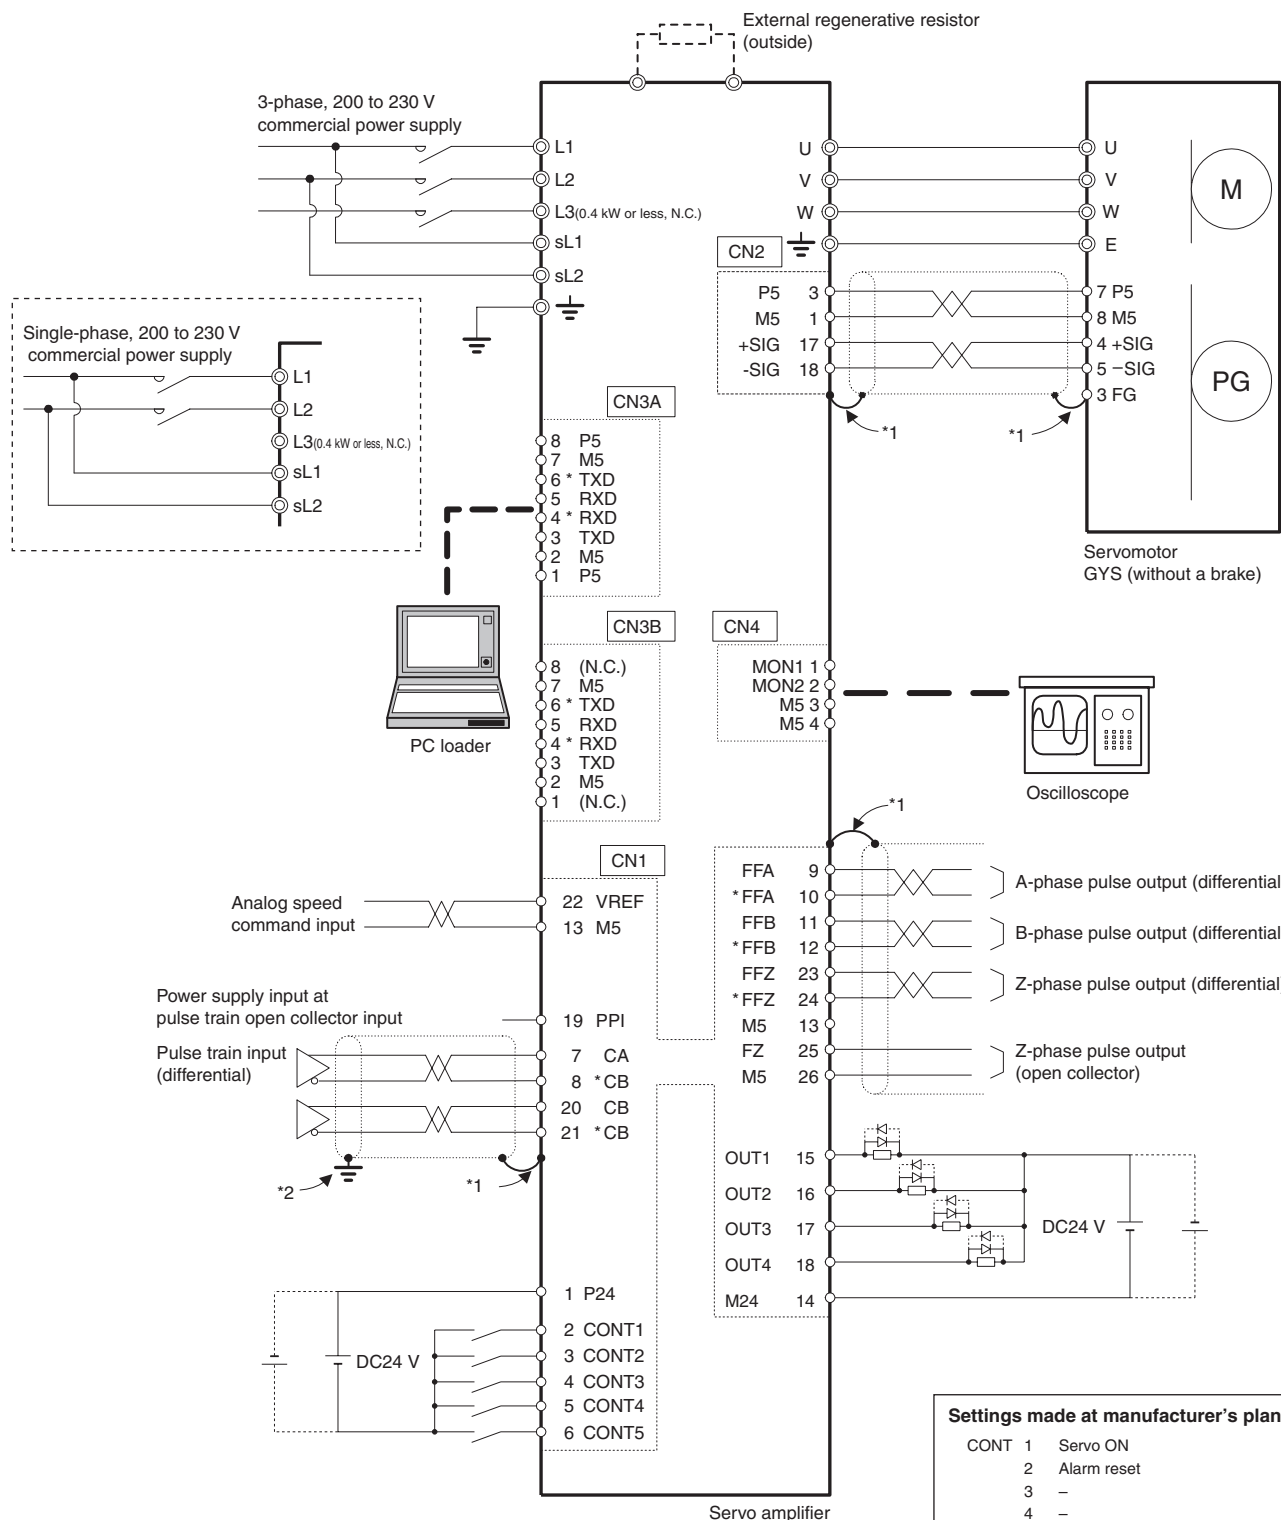 External regenerative resistor
(outside)
3-phase, 200 to 230 V
commercial power supply
L1
L2
L3(0.4 kW or less, N.C.)
sL1
sL2
U
V
W
U
V
W
E
M
CN2
P5 3
M5 1
+SIG 17
-SIG 18
7 P5
8 M5
4 +SIG
5 −SIG
3 FG
PG
*1
*1
Servomotor
GYS (without a brake)
Single-phase, 200 to 230 V
commercial power supply
L1
L2
L3(0.4 kW or less, N.C.)
sL1
sL2
CN3A
8 P5
7 M5
6 * TXD
5 RXD
4 * RXD
3 TXD
2 M5
1 P5
PC loader
CN3B
8 (N.C.)
7 M5
6 * TXD
5 RXD
4 * RXD
3 TXD
2 M5
1 (N.C.)
CN4
MON1 1
MON2 2
M5 3
M5 4
Oscilloscope
CN1
Analog speed
command input
22 VREF
13 M5
Power supply input at
pulse train open collector input
19 PPI
Pulse train input
(differential)
7 CA
8 *CB
20 CB
21 *CB
*2
*1
*1
FFA 9
*FFA 10
FFB 11
*FFB 12
FFZ 23
*FFZ 24
M5 13
FZ 25
M5 26
A-phase pulse output (differential
B-phase pulse output (differential
Z-phase pulse output (differential)
Z-phase pulse output
(open collector)
OUT1 15
OUT2 16
OUT3 17
OUT4 18
M24 14
DC24 V
1 P24
2 CONT1
3 CONT2
4 CONT3
5 CONT4
6 CONT5
DC24 V
Servo amplifier
Settings made at manufacturer's plan
CONT 1 Servo ON
2 Alarm reset
3 –
4 –